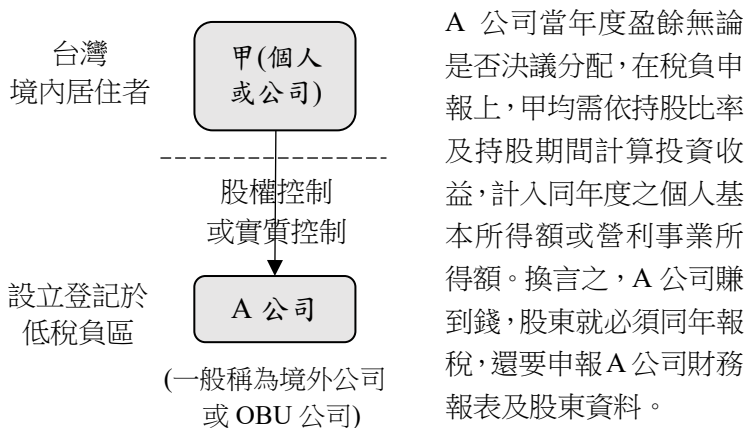 台灣
境內居住者
甲(個人
或公司)
股權控制
或實質控制
設立登記於
低稅負區
A 公司
(一般稱為境外公司
或 OBU 公司)
A 公司當年度盈餘無論
是否決議分配，在稅負申
報上，甲均需依持股比率
及持股期間計算投資收
益，計入同年度之個人基
本所得額或營利事業所
得額。換言之，A 公司賺
到錢，股東就必須同年報
稅，還要申報 A 公司財務
報表及股東資料。